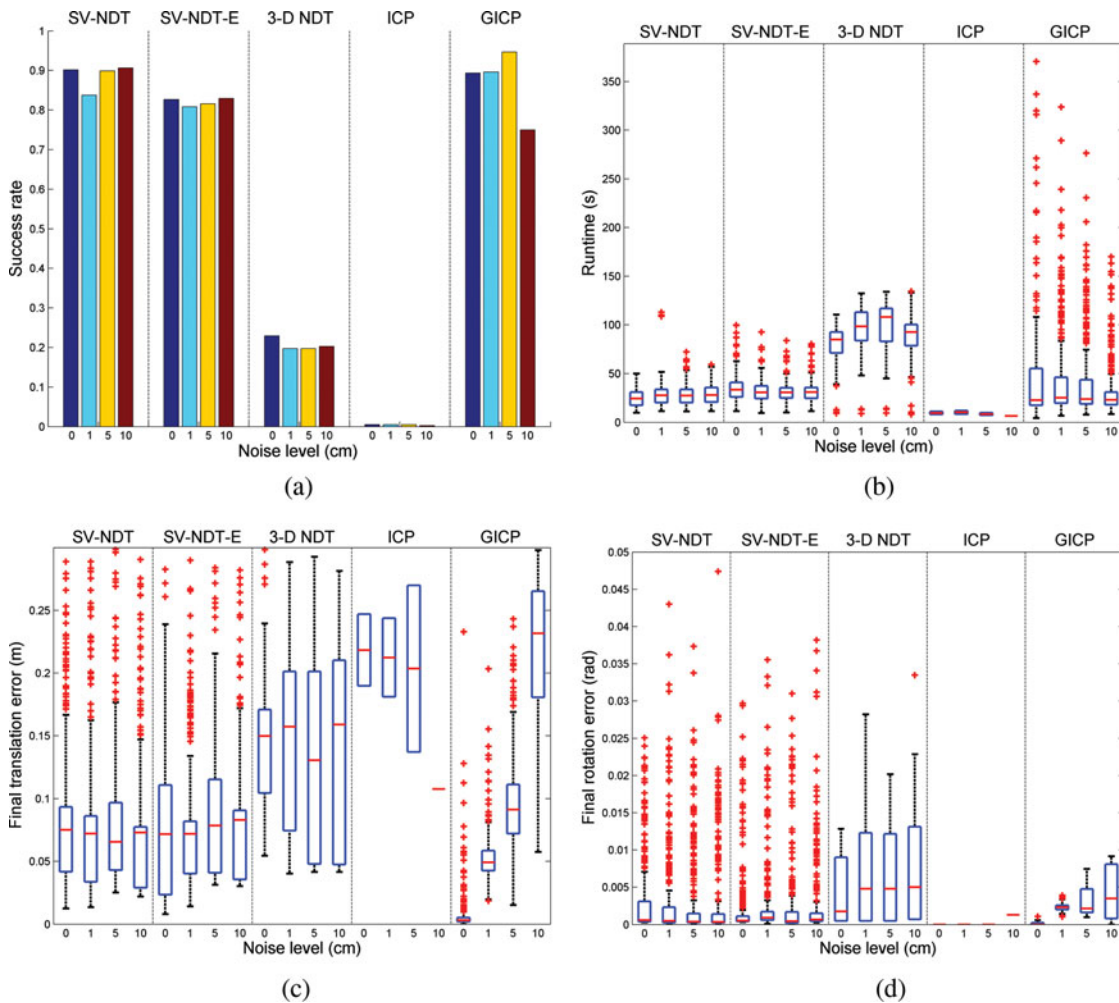 SV-NDT SV-NDT-E 3-D NDT ICP GICP
1
0.9
0.8
0.7
0.6
0.5
0.4
0.3
0.2
0.1
0
Success rate
0 1 5 10 0 1 5 10 0 1 5 10 0 1 5 10 0 1 5 10
Noise level (cm)
(a)
SV-NDT SV-NDT-E 3-D NDT ICP GICP
350
300
250
200
150
100
50
0
Runtime (s)
0 1 5 10 0 1 5 10 0 1 5 10 0 1 5 10 0 1 5 10
Noise level (cm)
(b)
SV-NDT SV-NDT-E 3-D NDT ICP GICP
0.25
0.2
0.15
0.1
0.05
0
Final translation error (m)
0 1 5 10 0 1 5 10 0 1 5 10 0 1 5 10 0 1 5 10
Noise level (cm)
(c)
SV-NDT SV-NDT-E 3-D NDT ICP GICP
0.05
0.045
0.04
0.035
0.03
0.025
0.02
0.015
0.01
0.005
0
Final rotation error (rad)
0 1 5 10 0 1 5 10 0 1 5 10 0 1 5 10 0 1 5 10
Noise level (cm)
(d)